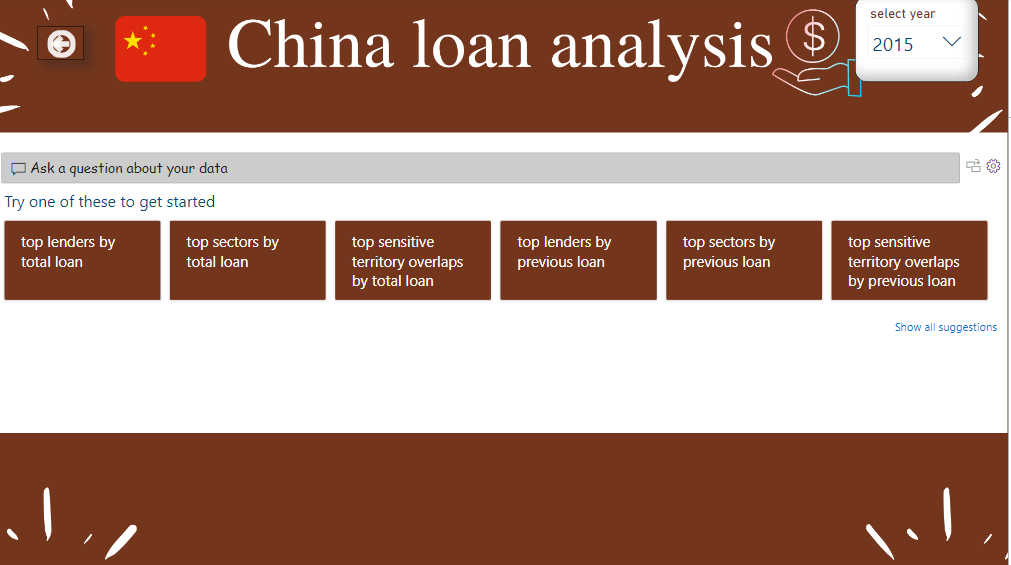 China loan analysis
$
select year
2015
Ask a question about your data
Try one of these to get started
top lenders by
total loan
top sectors by
total loan
top sensitive
territory overlaps
by total loan
top lenders by
previous loan
top sectors by
previous loan
top sensitive
territory overlaps
by previous loan
Show all suggestions